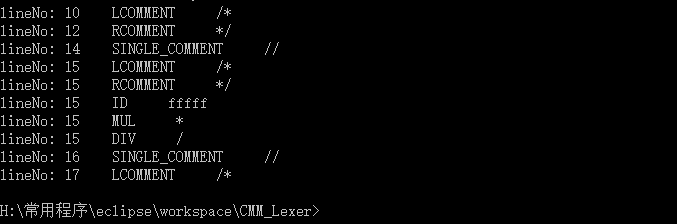 lineNo: 10    LCOMMENT     /*
lineNo: 12    RCOMMENT     */
lineNo: 14    SINGLE_COMMENT     //
lineNo: 15    LCOMMENT     /*
lineNo: 15    RCOMMENT     */
lineNo: 15    ID     fffff
lineNo: 15    MUL     *
lineNo: 15    DIV     /
lineNo: 16    SINGLE_COMMENT     //
lineNo: 17    LCOMMENT     /*
H:\常用程序\eclipse\workspace\CMM_Lexer>